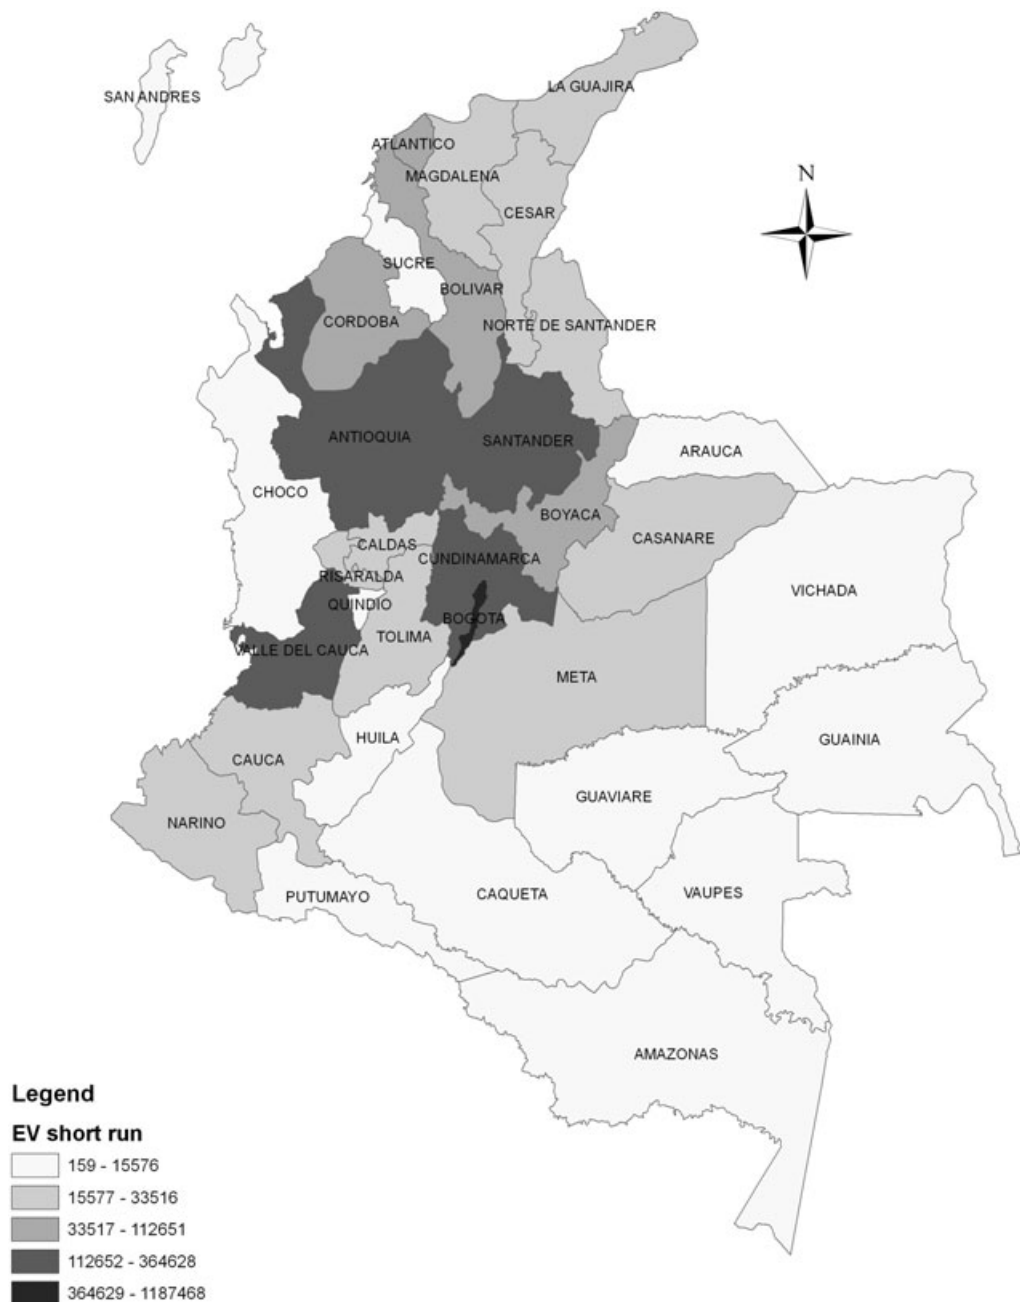 LA GUAJIRA
SAN ANDRES
ATLANTICO
MAGDALENA
N
CESAR
SUCRE
BOLIVAR
CORDOBA
NORTE DE SANTANDER
ANTIOQUIA
SANTANDER
ARAUCA
CHOCO
BOYACA
CASANARE
CALDAS
CUNDINAMARCA
RISARALDA
VICHADA
QUINDIO
BOGOTA
TOLIMA
VALLE DEL CAUCA
META
HUILA
GUAINIA
CAUCA
GUAVIARE
NARINO
VAUPES
CAQUETA
PUTUMAYO
AMAZONAS
Legend
EV short run
159 - 15576
15577 - 33516
33517 - 112651
112652 - 364628
364629 - 1187468